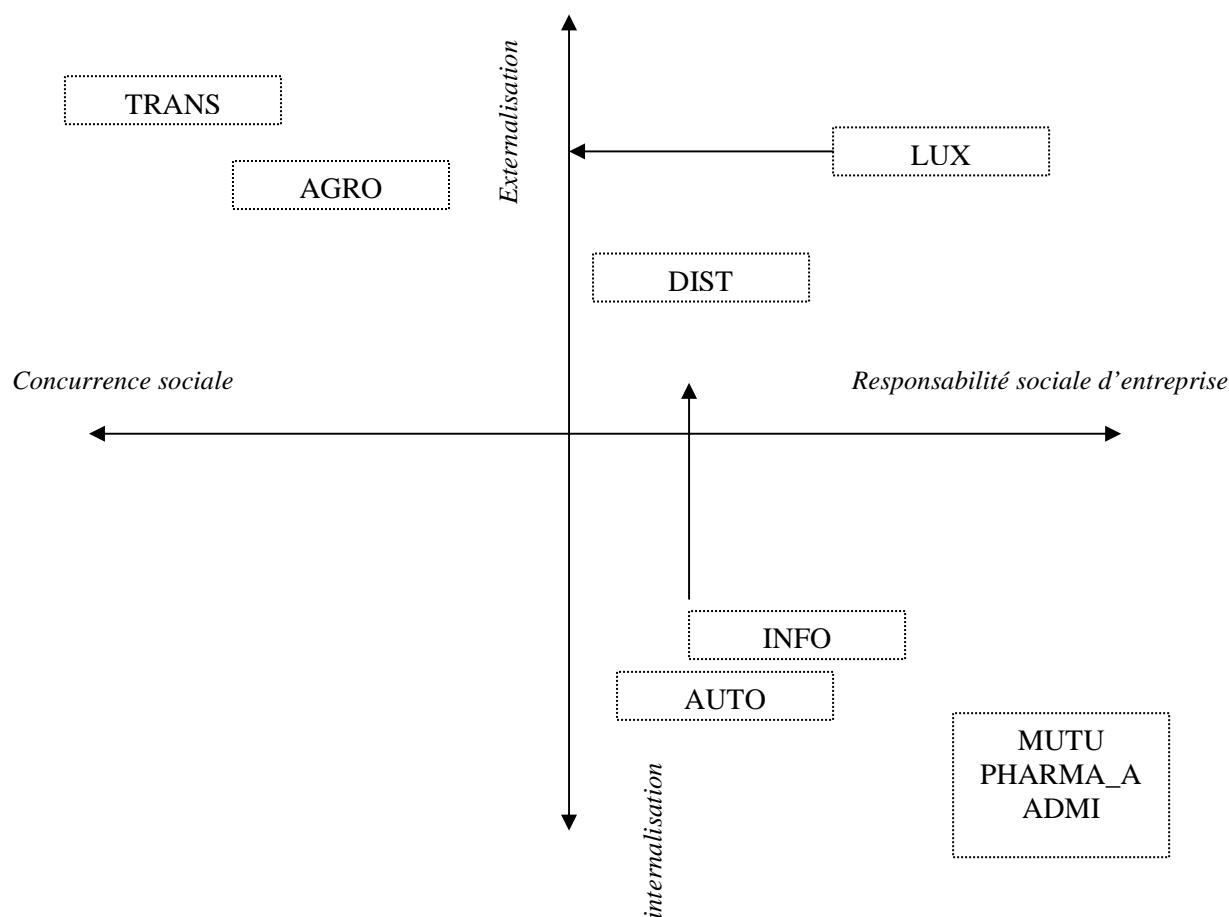 Externalisation
TRANS
LUX
AGRO
DIST
Concurrence sociale
Responsabilité sociale d'entreprise
INFO
AUTO
MUTU
PHARMA_A
ADMI
internalisation